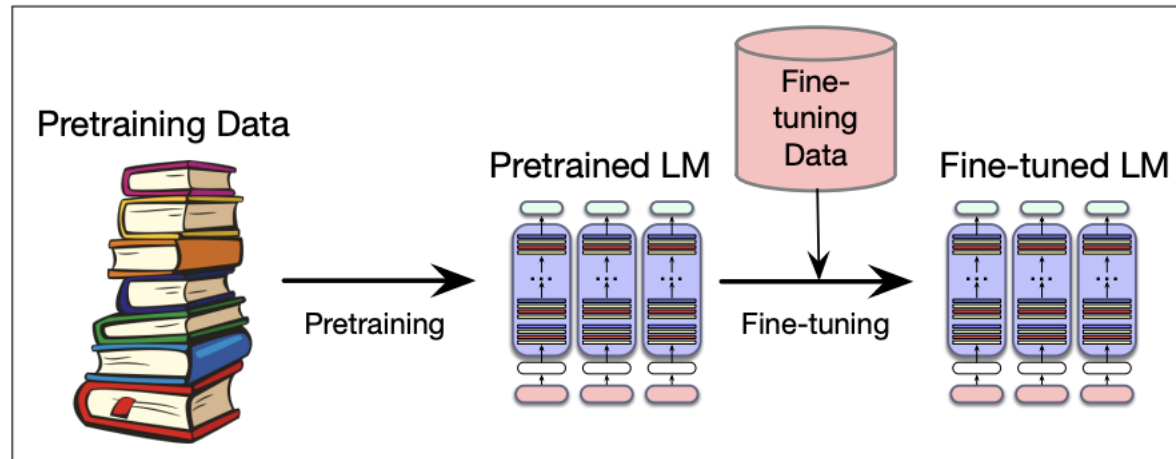 Pretraining Data
Pretraining
Pretrained LM
...
...
...
Fine-
tuning
Data
Fine-tuning
Fine-tuned LM
...
...
...